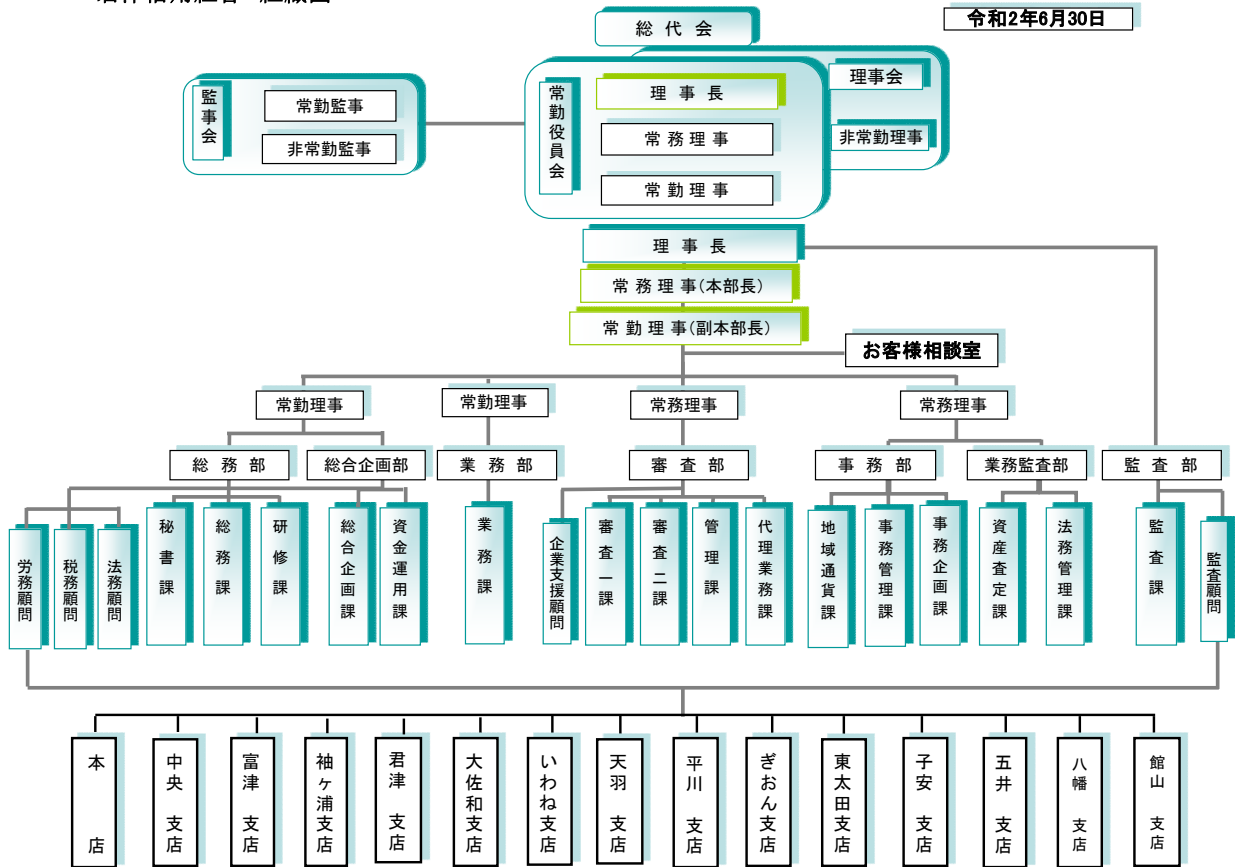 令和2年6月30日
総代会
監事会
常勤監事
非常勤監事
常勤役員会
理事長
常務理事
常勤理事
理事会
非常勤理事
理事長
常務理事(本部長)
常勤理事(副本部長)
お客様相談室
常勤理事
常勤理事
常務理事
常務理事
総務部
総合企画部
業務部
審査部
事務部
業務監査部
監査部
労務顧問
税務顧問
法務顧問
秘書課
総務課
研修課
総合企画課
資金運用課
業務課
企業支援顧問
審査一課
審査二課
管理課
代理業務課
地域通貨課
事務管理課
事務企画課
資産査定課
法務管理課
監査課
監査顧問
本店
中央支店
富津支店
袖ヶ浦支店
君津支店
大佐和支店
いわね支店
天羽支店
平川支店
ぎおん支店
東太田支店
子安支店
五井支店
八幡支店
館山支店